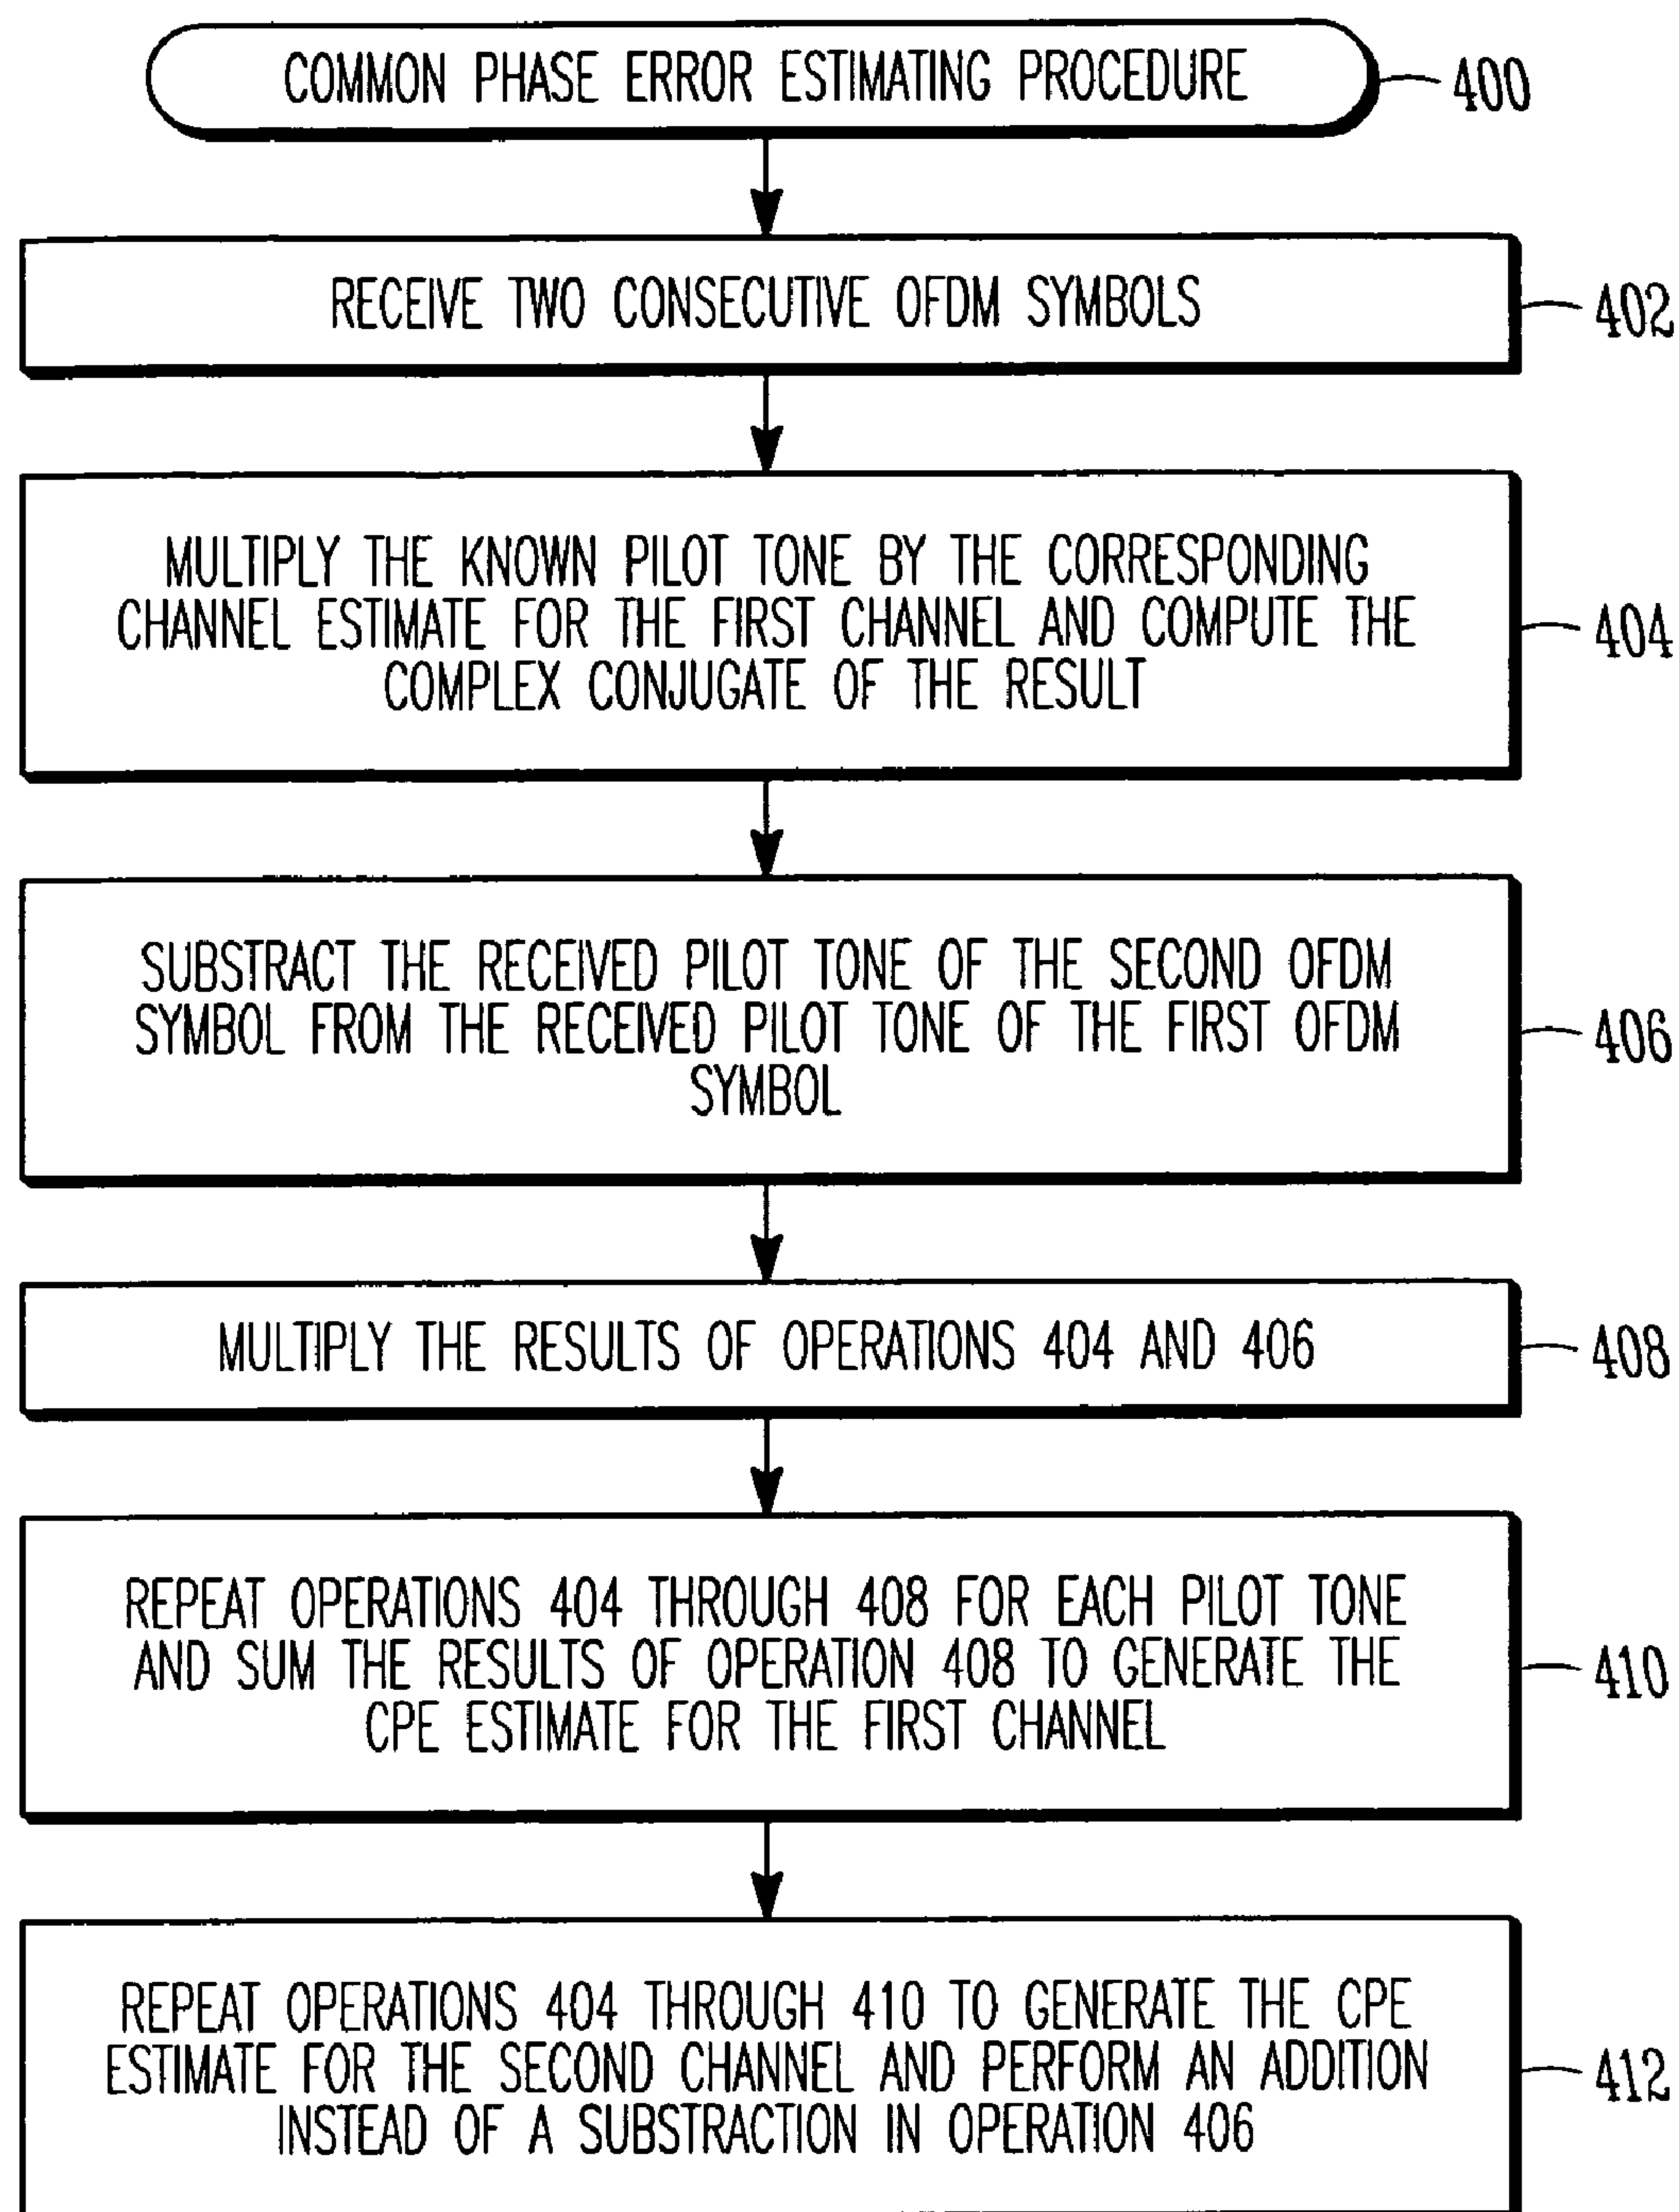 COMMON PHASE ERROR ESTIMATING PROCEDURE
400
RECEIVE TWO CONSECUTIVE OFDM SYMBOLS
402
MULTIPLY THE KNOWN PILOT TONE BY THE CORRESPONDING
CHANNEL ESTIMATE FOR THE FIRST CHANNEL AND COMPUTE THE
COMPLEX CONJUGATE OF THE RESULT
404
SUBSTRACT THE RECEIVED PILOT TONE OF THE SECOND OFDM
SYMBOL FROM THE RECEIVED PILOT TONE OF THE FIRST OFDM
SYMBOL
406
MULTIPLY THE RESULTS OF OPERATIONS 404 AND 406
408
REPEAT OPERATIONS 404 THROUGH 408 FOR EACH PILOT TONE
AND SUM THE RESULTS OF OPERATION 408 TO GENERATE THE
CPE ESTIMATE FOR THE FIRST CHANNEL
410
REPEAT OPERATIONS 404 THROUGH 410 TO GENERATE THE CPE
ESTIMATE FOR THE SECOND CHANNEL AND PERFORM AN ADDITION
INSTEAD OF A SUBSTRACTION IN OPERATION 406
412